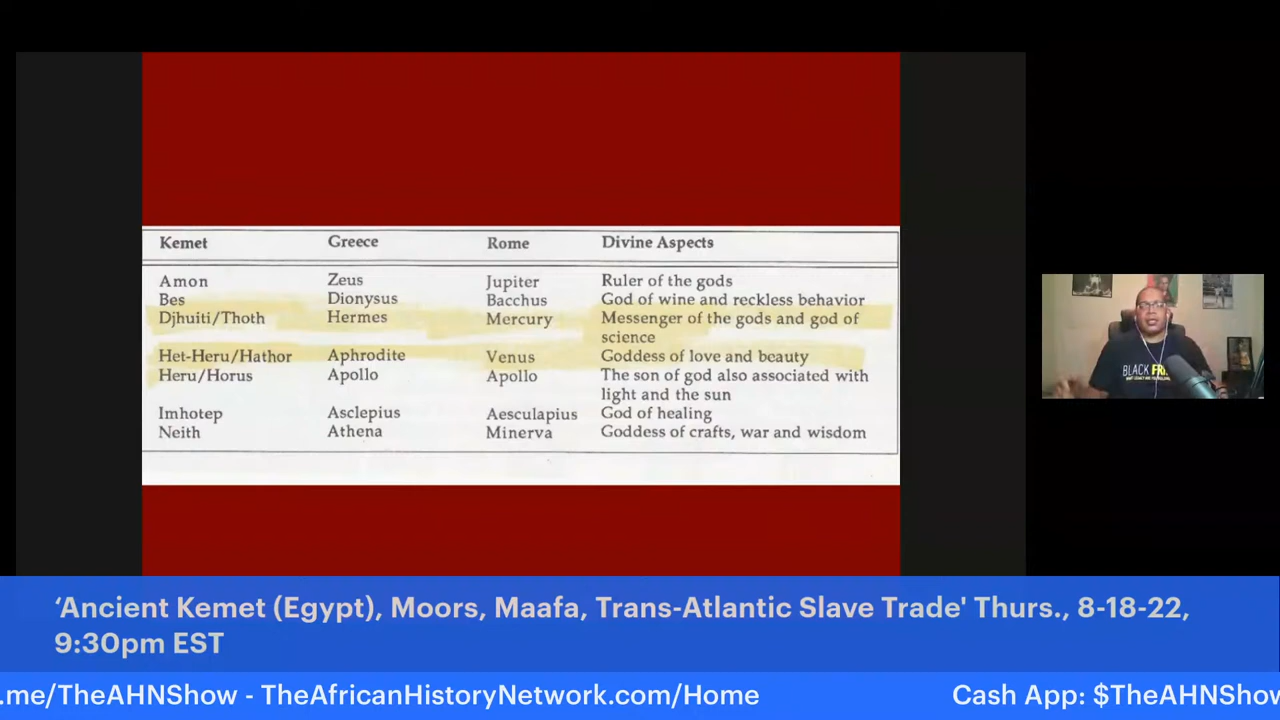 Kemet Greece Rome Divine Aspects
Amon Zeus Jupiter Ruler of the gods
Bes Dionysus Bacchus God of wine and reckless behavior
Djhuiti/Thoth Hermes Mercury Messenger of the gods and god of
science
Het-Heru/Hathor Aphrodite Venus Goddess of love and beauty
Heru/Horus Apollo Apollo The son of god also associated with
light and the sun
Imhotep Asclepius Aesculapius God of healing
Neith Athena Minerva Goddess of crafts, war and wisdom
BLACK
‘Ancient Kemet (Egypt), Moors, Maafa, Trans-Atlantic Slave Trade' Thurs., 8-18-22,
9:30pm EST
.me/TheAHNShow - TheAfricanHistoryNetwork.com/Home Cash App: $TheAHNShow